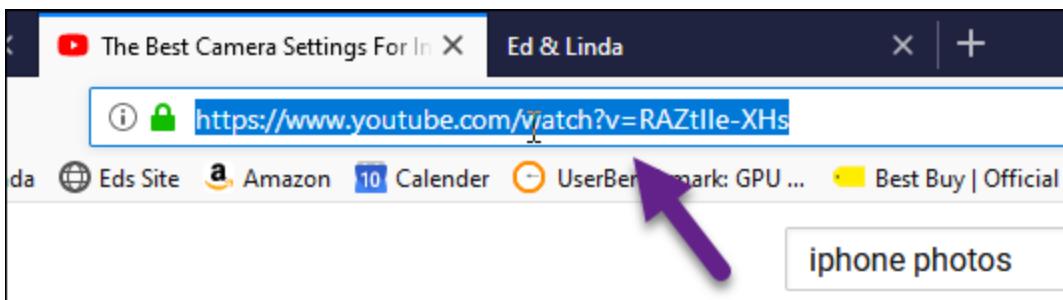 The Best Camera Settings For In
Ed & Linda
https://www.youtube.com/watch?v=RAZtIIe-XHs
da Eds Site Amazon 10 Calender UserBenchmark: GPU ... Best Buy | Official
iphone photos